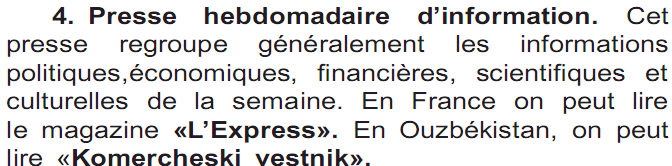 4. Presse hebdomadaire d’information. Cet
presse regroupe généralement les informations
politiques,économiques, financières, scientifiques et
culturelles de la semaine. En France on peut lire
le magazine «L’Express». En Ouzbékistan, on peut
lire «Komercheski vestnik».